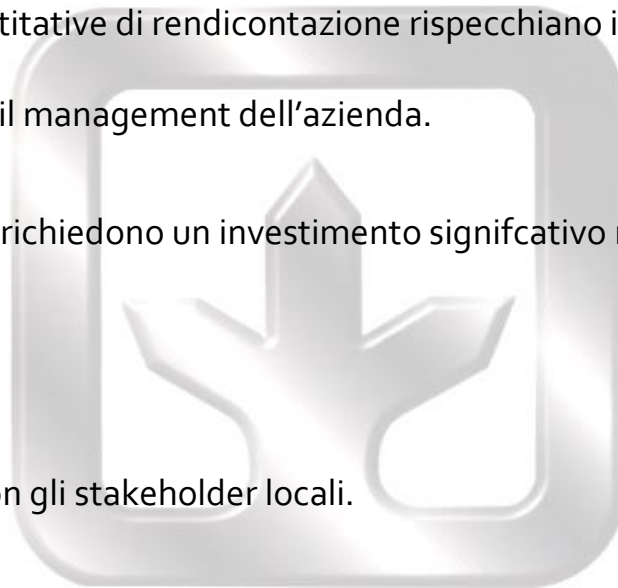 titative di rendicontazione rispecchiano i
il management dell'azienda.
richiedono un investimento signifcativo
n gli stakeholder locali.